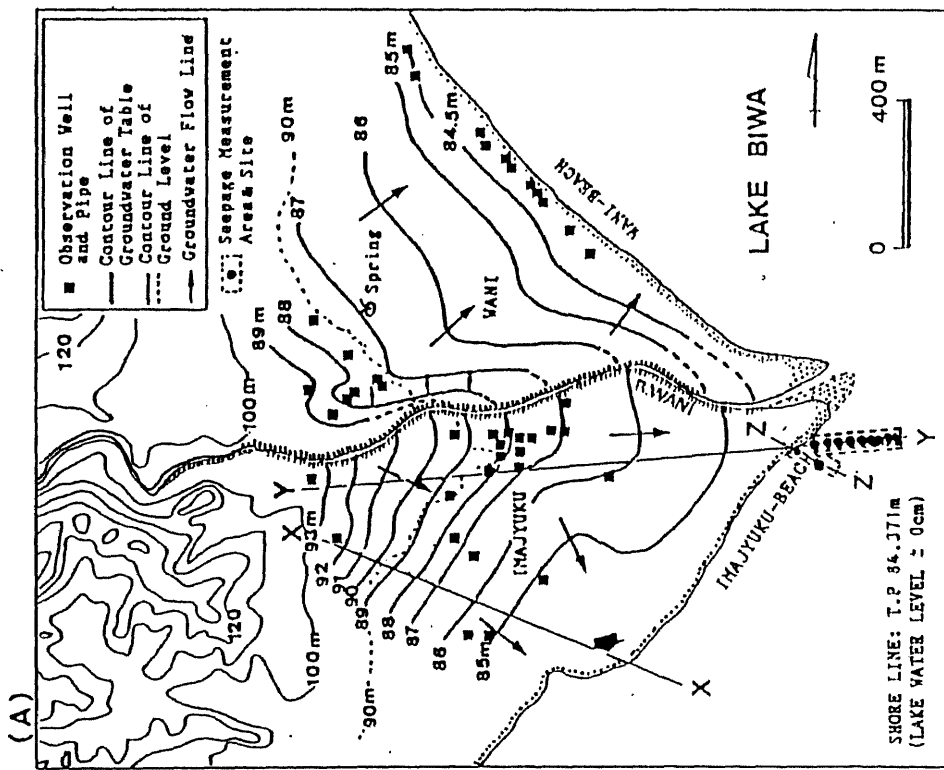 (A)
Observation Well
and Pipe
Contour Line of
Groundwater Table
Contour Line of
Ground Level
Groundwater Flow Line
Seepage Measurement
Area & Site
120
120
100m
100m
90m
90m
89m
88
87
86
85m
84.5m
Spring
WANI
WANI-BEACH
R.WANI
93m
92
91
90
89
88
87
86
85m
IMAJYUKU
IMAJYUKU-BEACH
X
X
Y
Y
Z
Z
LAKE BIWA
0
400m
SHORE LINE: T.P 84.371m
(LAKE WATER LEVEL ± 0cm)